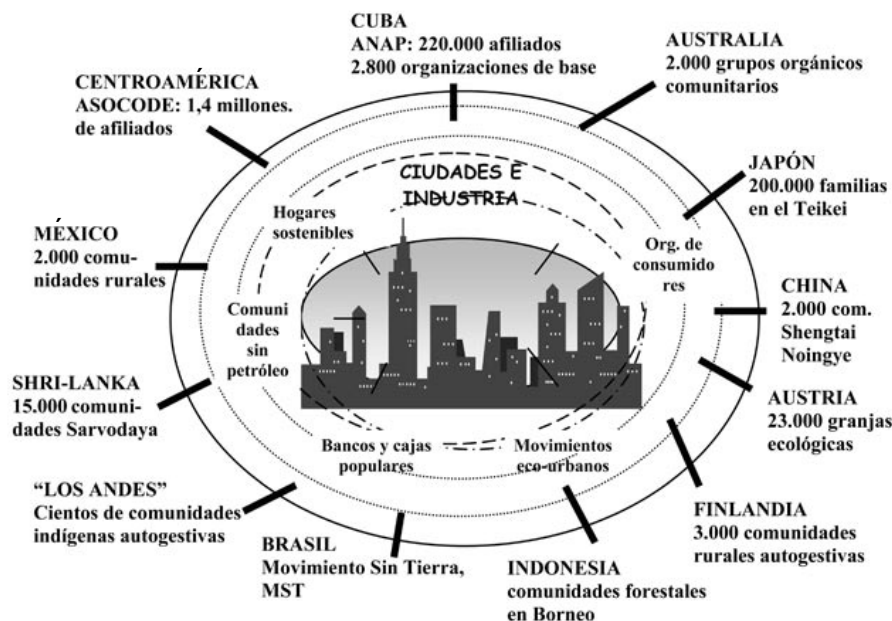 CUBA
ANAP: 220.000 afiliados
2.800 organizaciones de base
AUSTRALIA
2.000 grupos orgánicos
comunitarios
CENTROAMÉRICA
ASOCODE: 1,4 millones.
de afiliados
JAPÓN
200.000 familias
en el Teikei
CIUDADES E
INDUSTRIA
Hogares
sostenibles
Org. de
consumido
res
MÉXICO
2.000 comu-
nidades rurales
CHINA
2.000 com.
Shengtai
Noingye
Comuni
dades
sin
petróleo
SHRI-LANKA
15.000 comuni-
dades Sarvodaya
AUSTRIA
23.000 granjas
ecológicas
Bancos y cajas
populares
Movimientos
eco-urbanos
“LOS ANDES”
Cientos de comunidades
indígenas autogestivas
FINLANDIA
3.000 comunidades
rurales autogestivas
BRASIL
Movimiento Sin Tierra,
MST
INDONESIA
comunidades forestales
en Borneo